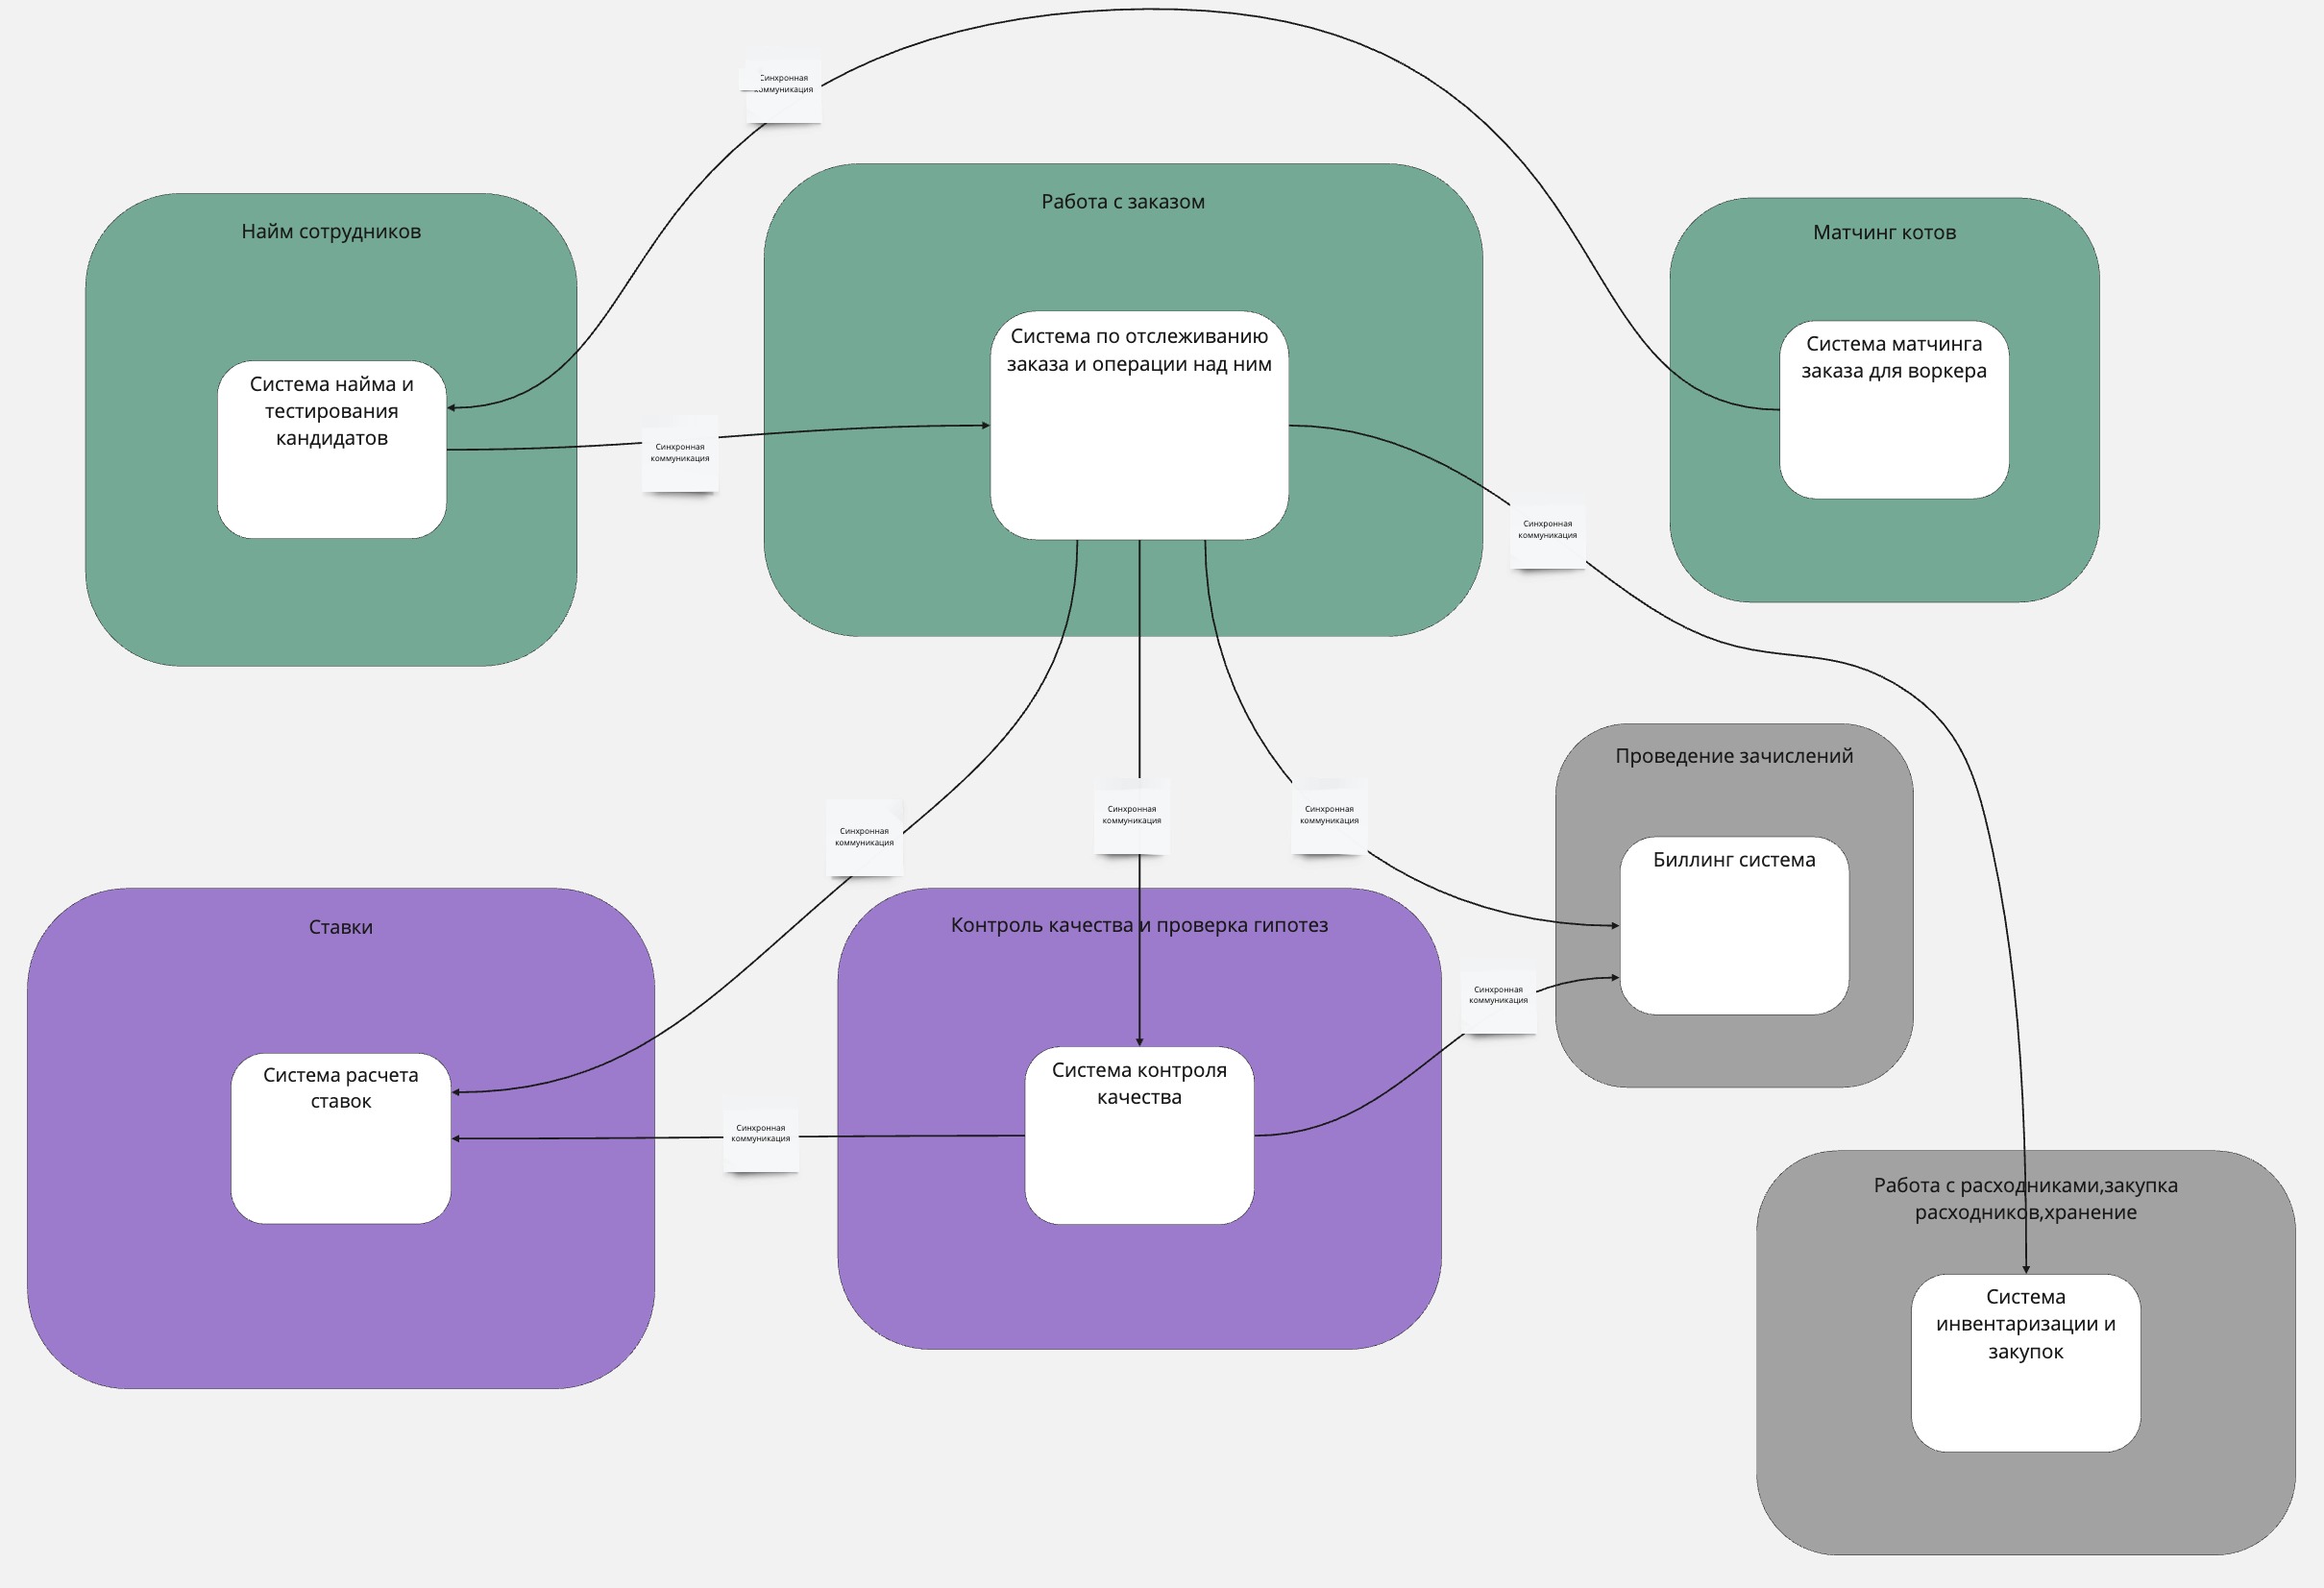 Синхронная
коммуникация
Найм сотрудников
Система найма и
тестирования
кандидатов
Синхронная
коммуникация
Работа с заказом
Система по отслеживанию
заказа и операции над ним
Матчинг котов
Система матчинга
заказа для воркера
Синхронная
коммуникация
Синхронная
коммуникация
Синхронная
коммуникация
Синхронная
коммуникация
Проведение зачислений
Биллинг система
Ставки
Система расчета
ставок
Синхронная
коммуникация
Контроль качества и проверка гипотез
Система контроля
качества
Синхронная
коммуникация
Работа с расходниками,закупка
расходников,хранение
Система
инвентаризации и
закупок